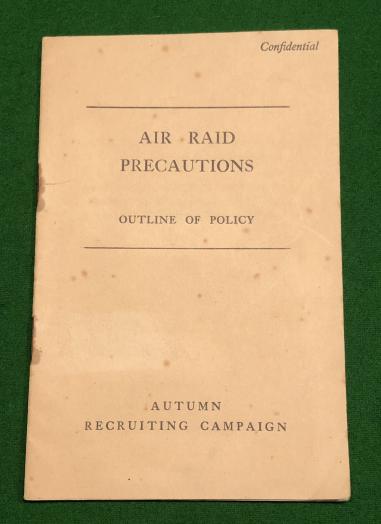 Confidential
AIR RAID
PRECAUTIONS
OUTLINE OF POLICY
AUTUMN
RECRUITING CAMPAIGN